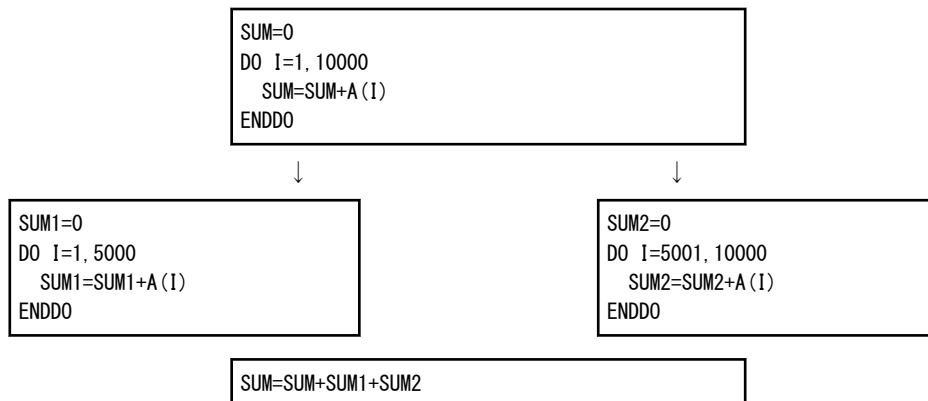 SUM=0
DO I=1,10000
SUM=SUM+A(I)
ENDDO
↓ ↓
SUM1=0
DO I=1,5000
SUM1=SUM1+A(I)
ENDDO
SUM2=0
DO I=5001,10000
SUM2=SUM2+A(I)
ENDDO
SUM=SUM+SUM1+SUM2